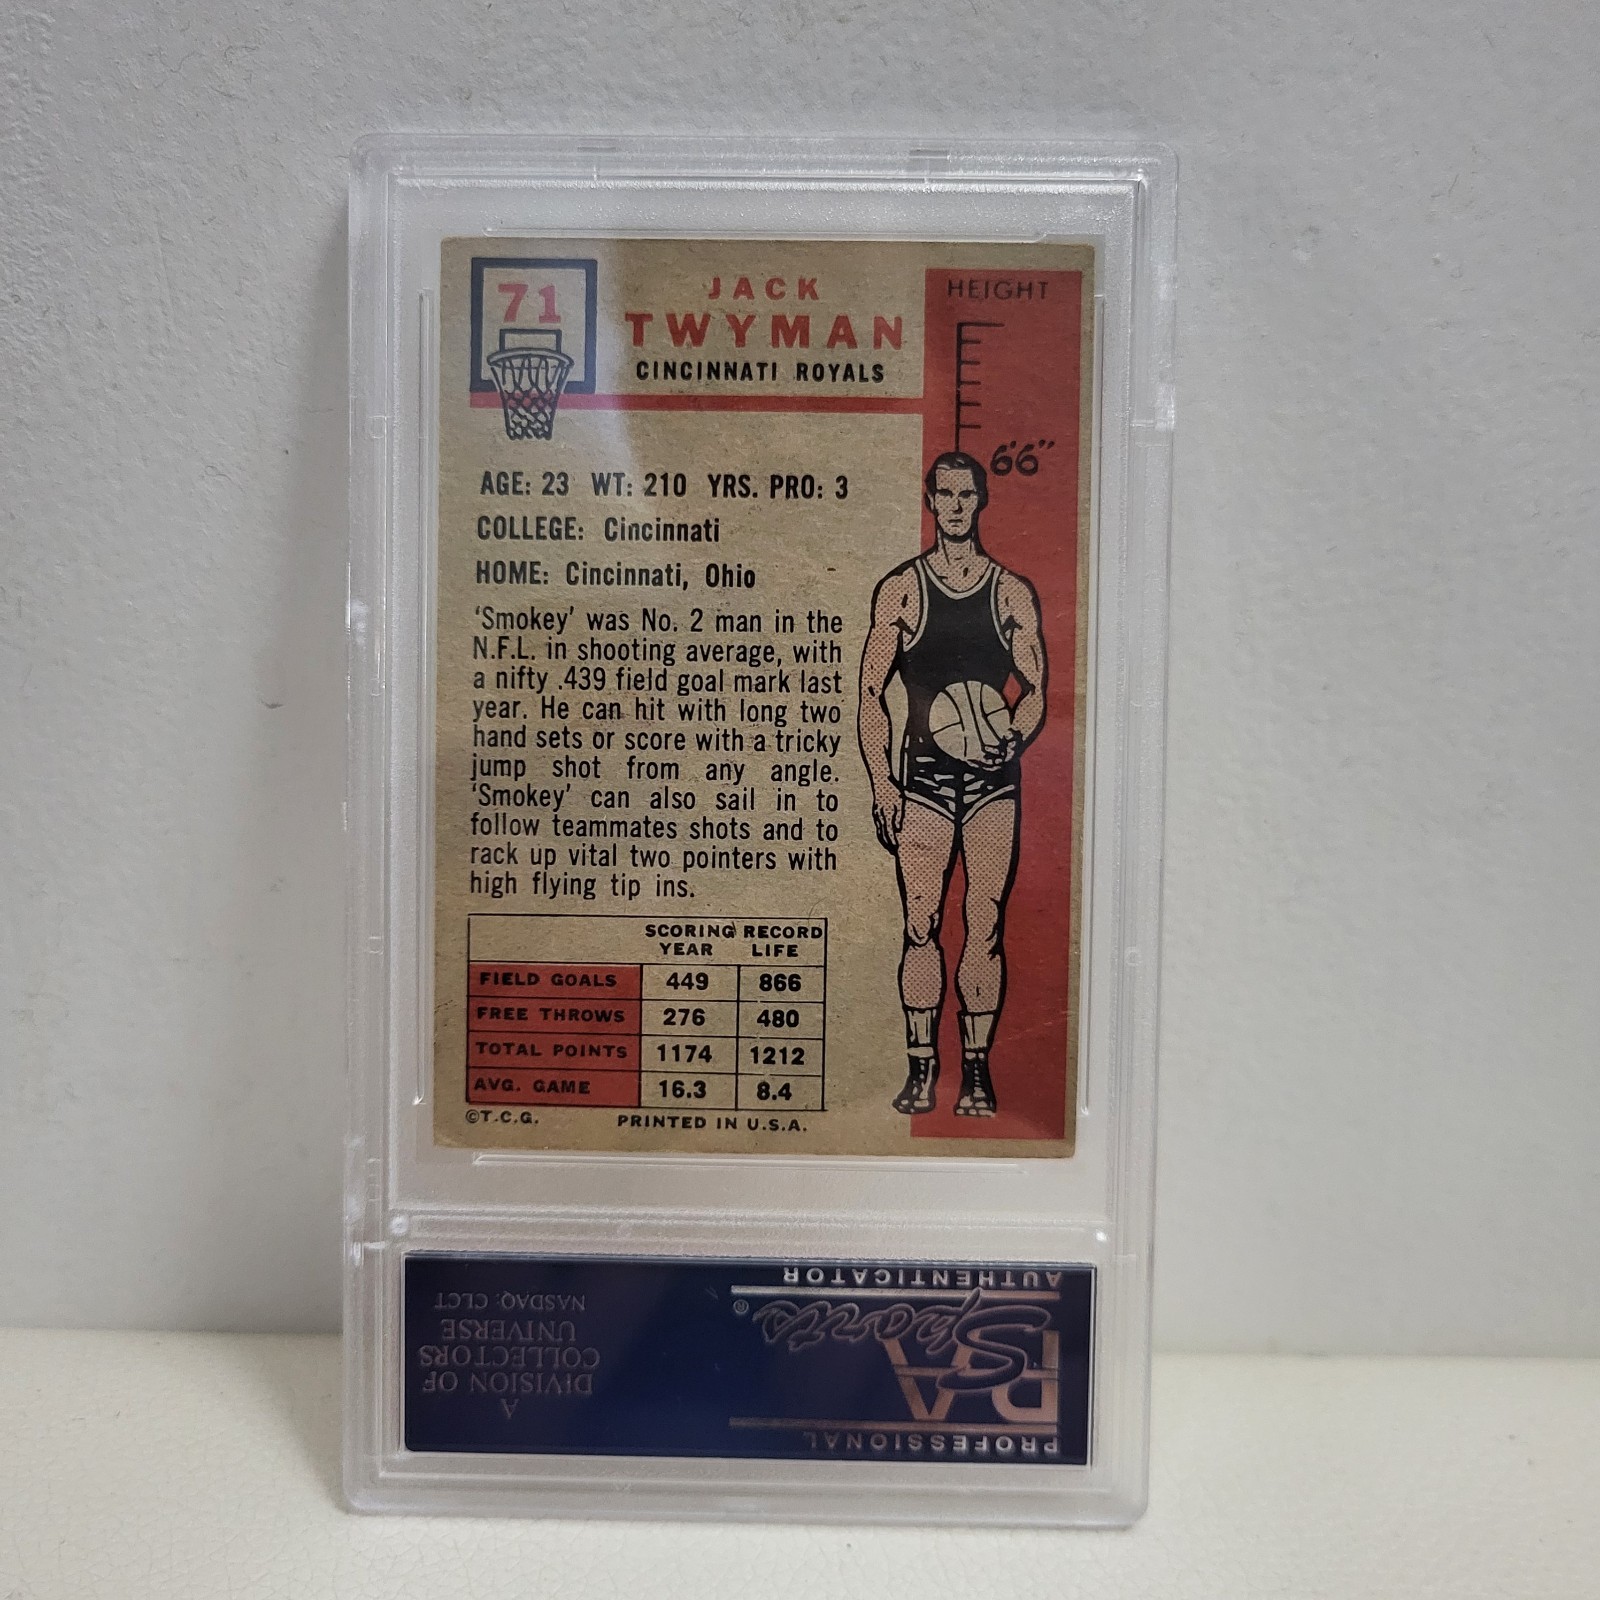 71
JACK
TWYMAN
CINCINNATI ROYALS
HEIGHT
6'6"
AGE: 23 WT: 210 YRS. PRO: 3
COLLEGE: Cincinnati
HOME: Cincinnati, Ohio
'Smokey' was No. 2 man in the
N.F.L. in shooting average, with
a nifty .439 field goal mark last
year. He can hit with long two
hand sets or score with a tricky
jump shot from any angle.
'Smokey' can also sail in to
follow teammates shots and to
rack up vital two pointers with
high flying tip ins.
SCORING RECORD
YEAR LIFE
FIELD GOALS 449 866
FREE THROWS 276 480
TOTAL POINTS 1174 1212
AVG. GAME 16.3 8.4
©T.C.G. PRINTED IN U.S.A.
PROFESSIONAL
PSA
Sports®
AUTHENTICATOR
A
DIVISION OF
COLLECTORS
UNIVERSE
NASDAQ: CLCT